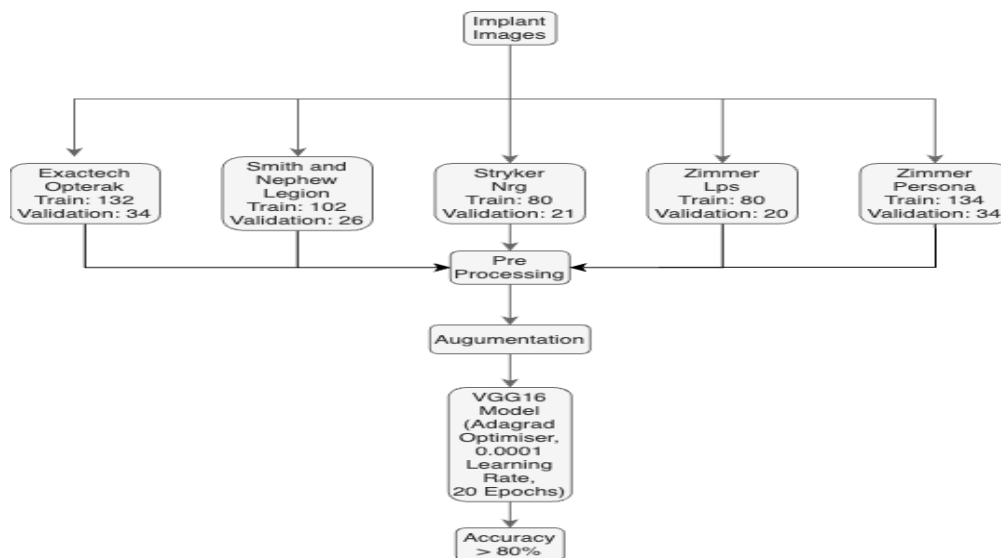 Implant
Images
Exactech
Opterak
Train: 132
Validation: 34
Smith and
Nephew
Legion
Train: 102
Validation: 26
Stryker
Nrg
Train: 80
Validation: 21
Zimmer
Lps
Train: 80
Validation: 20
Zimmer
Persona
Train: 134
Validation: 34
Pre
Processing
Augumentation
VGG16
Model
(Adagrad
Optimiser,
0.0001
Learning
Rate,
20 Epochs)
Accuracy
> 80%